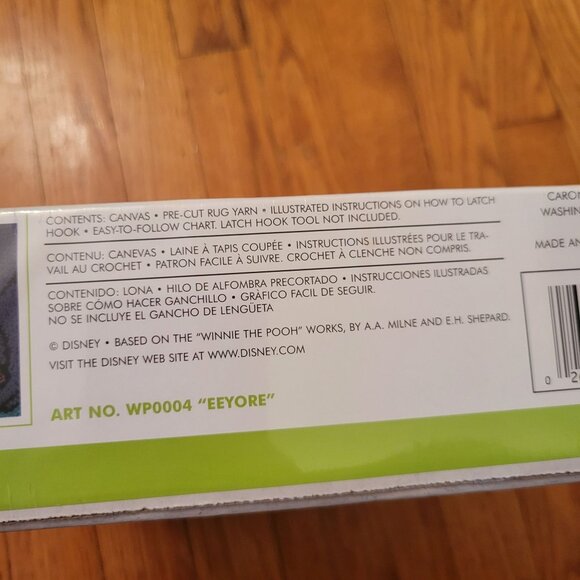 CONTENTS: CANVAS • PRE-CUT RUG YARN • ILLUSTRATED INSTRUCTIONS ON HOW TO LATCH
HOOK • EASY-TO-FOLLOW CHART. LATCH HOOK TOOL NOT INCLUDED.
CONTENU: CANEVAS • LAINE À TAPIS COUPÉE • INSTRUCTIONS ILLUSTRÉES POUR LE TRA-
VAIL AU CROCHET • PATRON FACILE À SUIVRE. CROCHET À CLENCHE NON COMPRIS.
CONTENIDO: LONA • HILO DE ALFOMBRA PRECORTADO • INSTRUCCIONES ILUSTRADAS
SOBRE CÓMO HACER GANCHILLO • GRÁFICO FACIL DE SEGUIR.
NO SE INCLUYE EL GANCHO DE LENGÜETA
© DISNEY • BASED ON THE "WINNIE THE POOH" WORKS, BY A.A. MILNE AND E.H. SHEPARD.
VISIT THE DISNEY WEB SITE AT WWW.DISNEY.COM
ART NO. WP0004 "EEYORE"
CARO
WASHIN
MADE AN
0 2